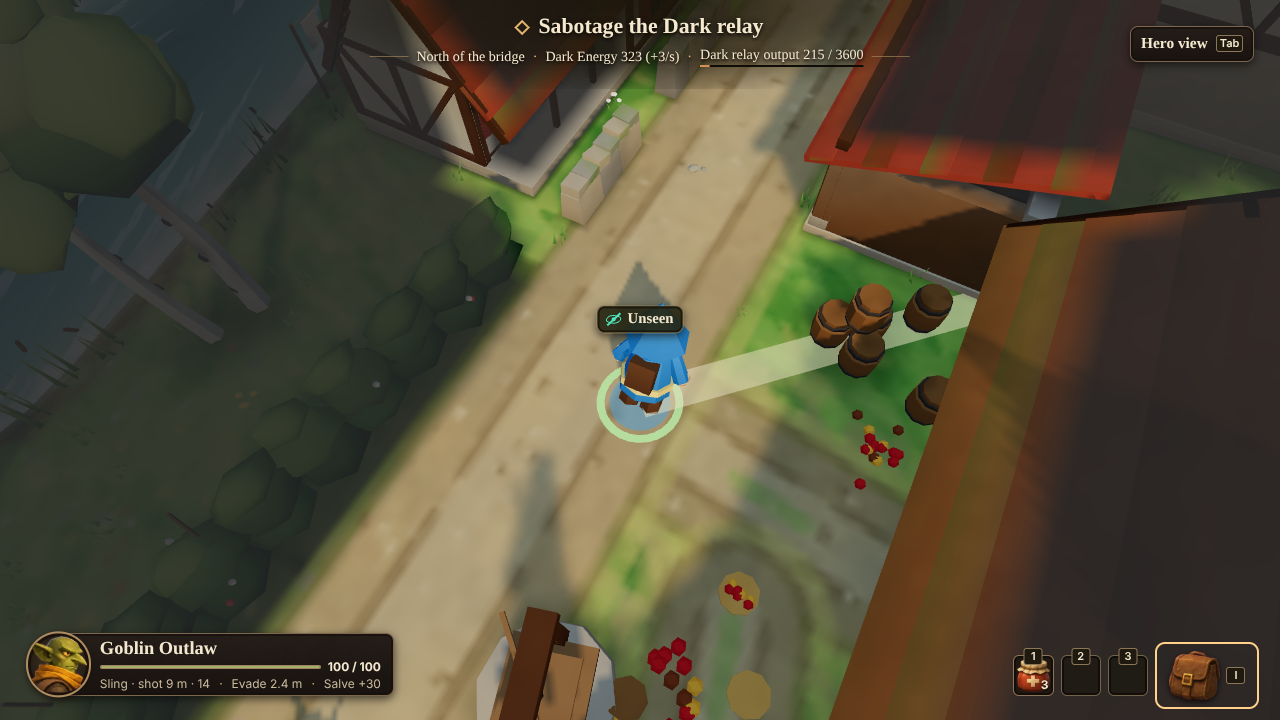 Sabotage the Dark relay
North of the bridge · Dark Energy 323 (+3/s) · Dark relay output 215 / 3600
Hero view Tab
Unseen
Goblin Outlaw
100 / 100
Sling · shot 9 m · 14 · Evade 2.4 m · Salve +30
1 2 3
3
I